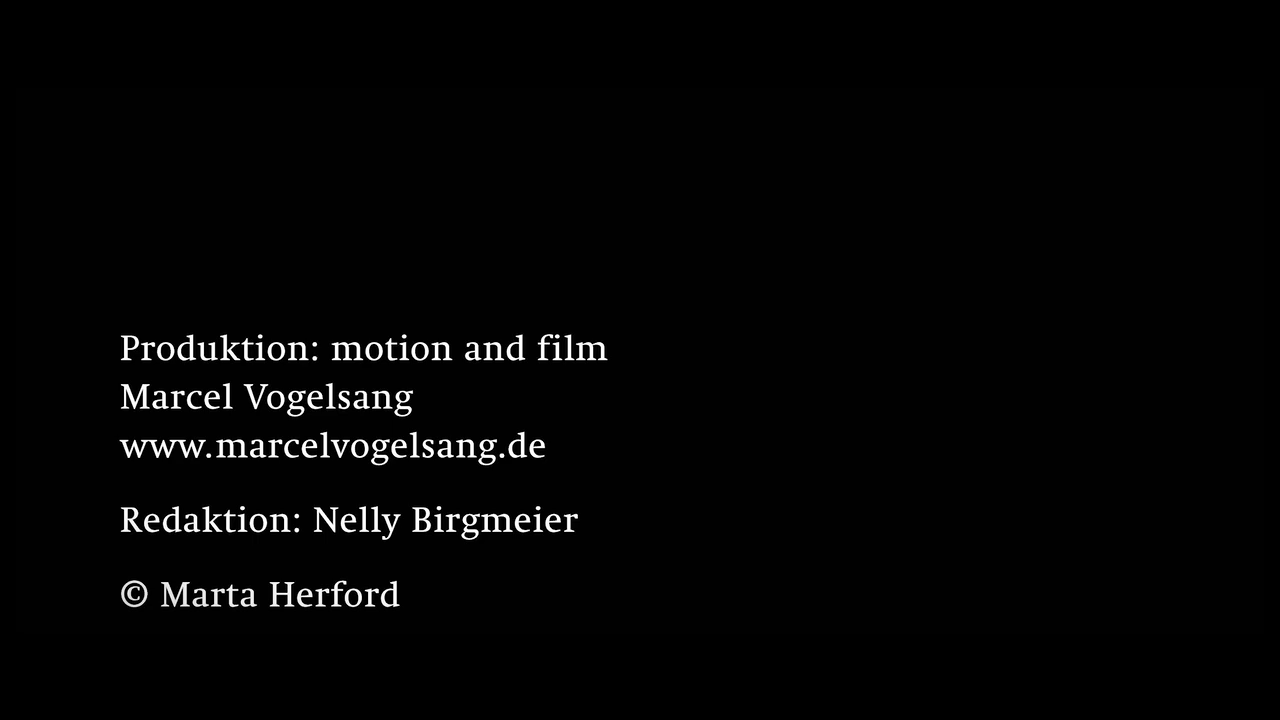 Produktion: motion and film
Marcel Vogelsang
www.marcelvogelsang.de
Redaktion: Nelly Birgmeier
© Marta Herford